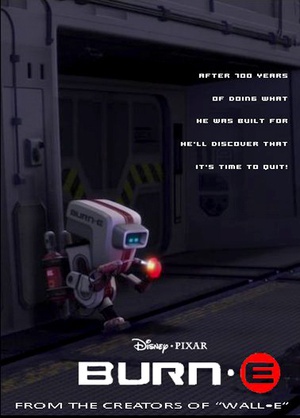 AFTER 700 YEARS
OF DOING WHAT
HE WAS BUILT FOR
HE'LL DISCOVER THAT
IT'S TIME TO QUIT!
BURN-E
DISNEY · PIXAR
BURN·E
FROM THE CREATORS OF "WALL•E"